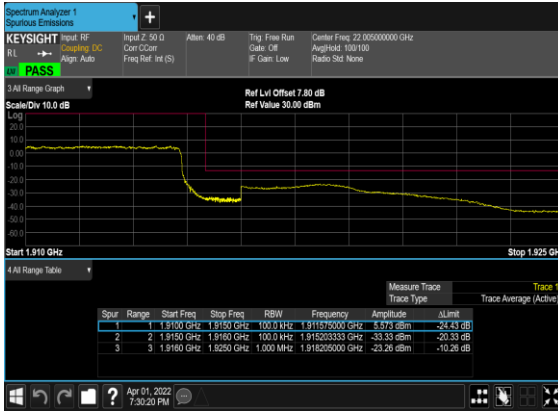 Spectrum Analyzer 1
Spurious Emissions
KEYSIGHT
Input: RF
Input Z: 50 Ω
Atten: 40 dB
Trig: Free Run
Center Freq: 22.005000000 GHz
RL
Coupling: DC
Corr CCorr
Gate: Off
Avg|Hold: 100/100
Align: Auto
Freq Ref: Int (S)
IF Gain: Low
Radio Std: None
PASS
3 All Range Graph
Ref Lvl Offset 7.80 dB
Scale/Div 10.0 dB
Ref Value 30.00 dBm
Log
20.0
10.0
0.00
-10.0
-20.0
-30.0
-40.0
-50.0
-60.0
Start 1.910 GHz
Stop 1.925 GH
4 All Range Table
Measure Trace
Trace 1
Trace Type
Trace Average (Active)
Spur Range Start Freq Stop Freq RBW Frequency Amplitude ΔLimit
1 1 1.9100 GHz 1.9150 GHz 100.0 kHz 1.911575000 GHz 5.573 dBm -24.43 dB
2 2 1.9150 GHz 1.9160 GHz 100.0 kHz 1.915203333 GHz -33.33 dBm -20.33 dB
3 3 1.9160 GHz 1.9250 GHz 1.000 MHz 1.918205000 GHz -23.26 dBm -10.26 dB
?
Apr 01, 2022
7:30:20 PM